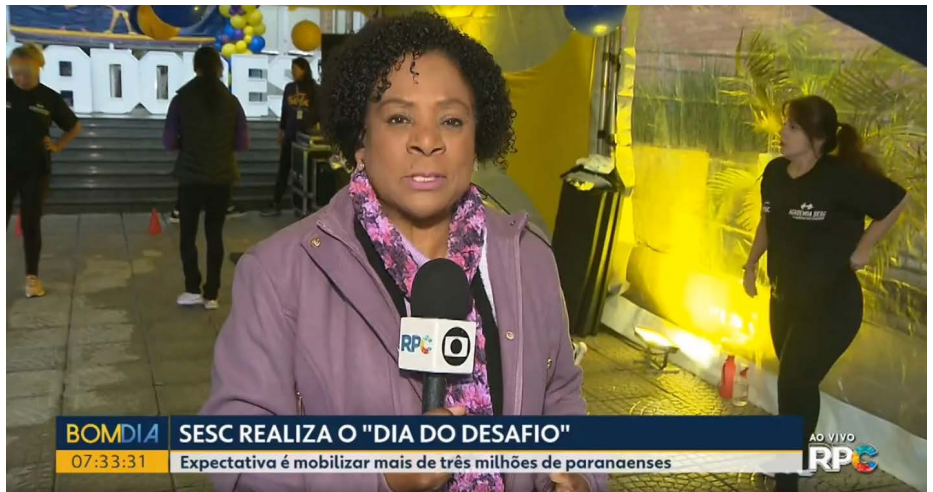 ADOLES
ACADEMIA SESC
RPC
BOMDIA
SESC REALIZA O "DIA DO DESAFIO"
AO VIVO
07:33:31
Expectativa é mobilizar mais de três milhões de paranaenses
RPC